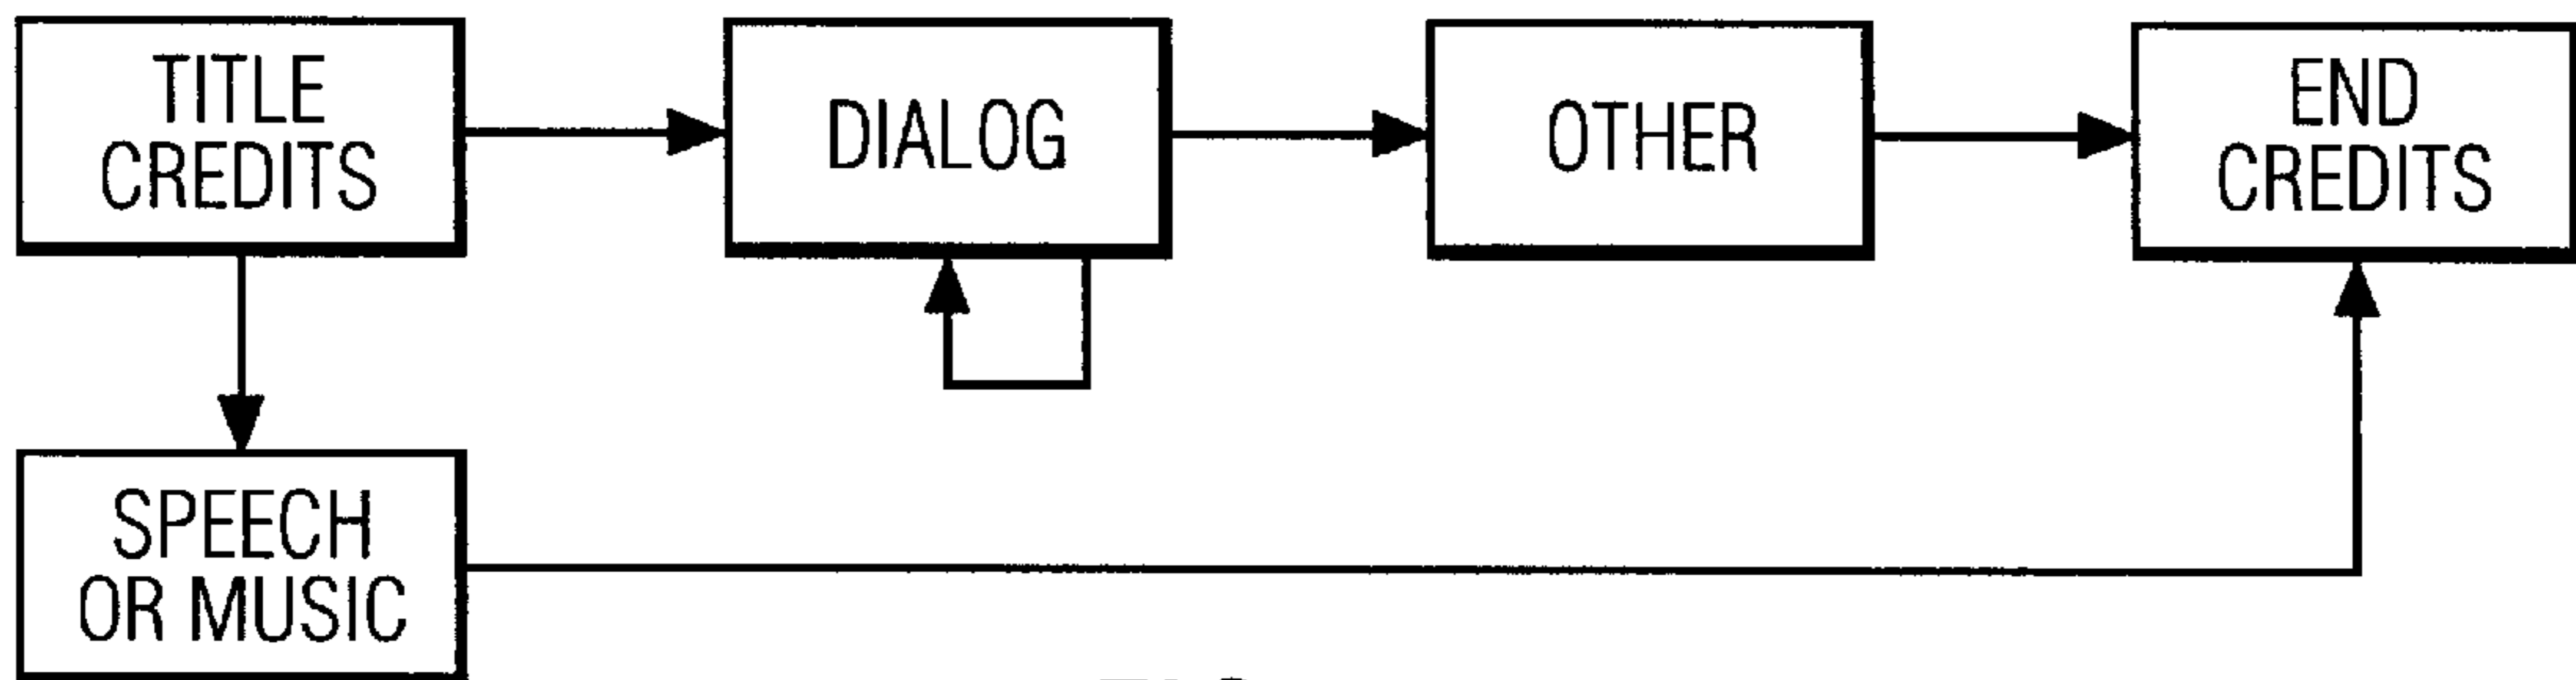 TITLE
CREDITS
DIALOG
OTHER
END
CREDITS
SPEECH
OR MUSIC